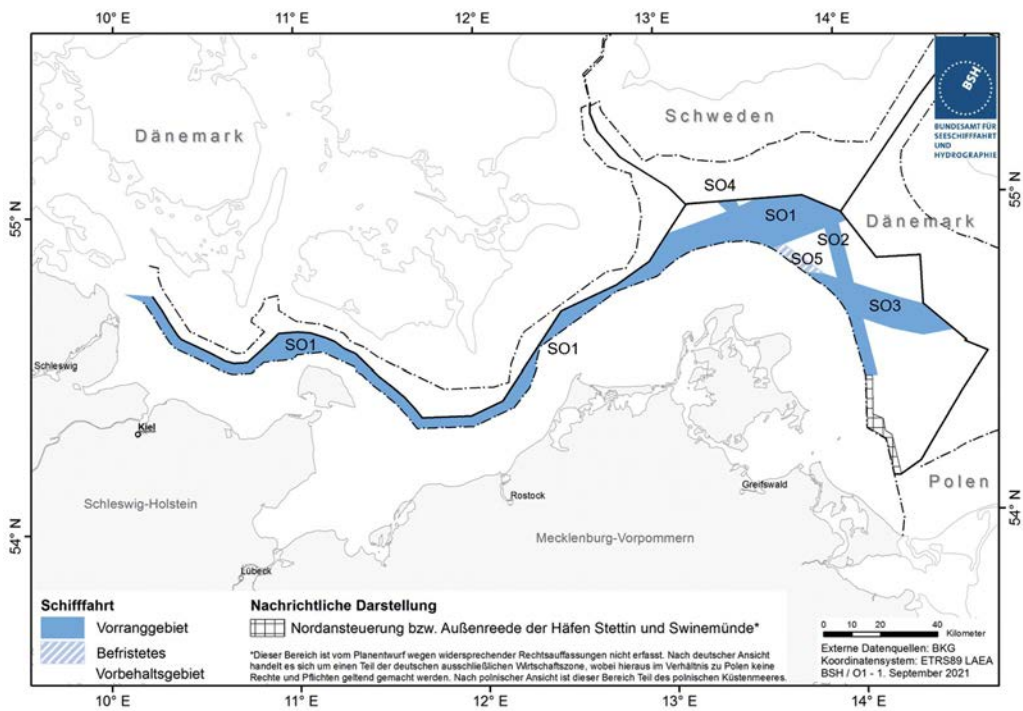 10° E 11° E 12° E 13° E 14° E
Schweden
BSH
BUNDESAMT FÜR
SEESCHIFFFAHRT
UND
HYDROGRAPHIE
Dänemark
SO4
55° N
55° N
SO1
Dänemark
SO2
SO5
SO3
SO1
SO1
Schleswig
Kiel
Polen
Greifswald
Rostock
Schleswig-Holstein
54° N
54° N
Mecklenburg-Vorpommern
Lübeck
Schifffahrt
Vorranggebiet
Befristetes
Vorbehaltsgebiet
Nachrichtliche Darstellung
Nordansteuerung bzw. Außenreede der Häfen Stettin und Swinemünde*
*Dieser Bereich ist vom Planentwurf wegen widersprechender Rechtsauffassungen nicht erfasst. Nach deutscher Ansicht
handelt es sich um einen Teil der deutschen ausschließlichen Wirtschaftszone, wobei hieraus im Verhältnis zu Polen keine
Rechte und Pflichten geltend gemacht werden. Nach polnischer Ansicht ist dieser Bereich Teil des polnischen Küstenmeeres.
0 10 20 40
Kilometer
Externe Datenquellen: BKG
Koordinatensystem: ETRS89 LAEA
BSH / O1 - 1. September 2021
10° E 11° E 12° E 13° E 14° E